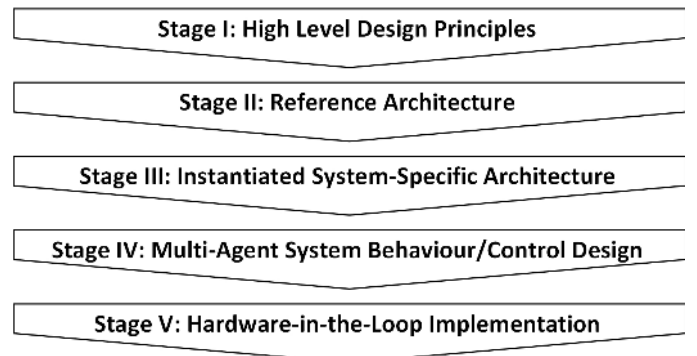 Stage I: High Level Design Principles
Stage II: Reference Architecture
Stage III: Instantiated System-Specific Architecture
Stage IV: Multi-Agent System Behaviour/Control Design
Stage V: Hardware-in-the-Loop Implementation